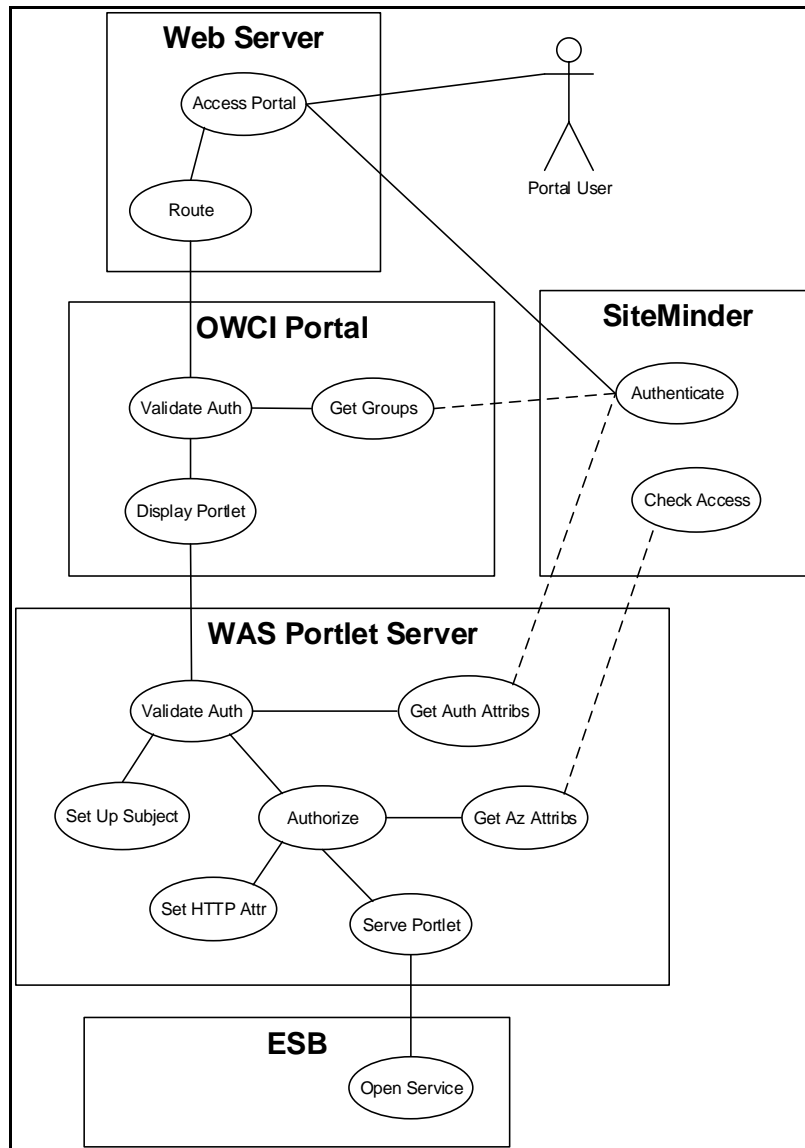 Web Server
Access Portal
Portal User
Route
OWCI Portal
SiteMinder
Validate Auth
Get Groups
Authenticate
Display Portlet
Check Access
WAS Portlet Server
Validate Auth
Get Auth Attribs
Set Up Subject
Authorize
Get Az Attribs
Set HTTP Attr
Serve Portlet
ESB
Open Service